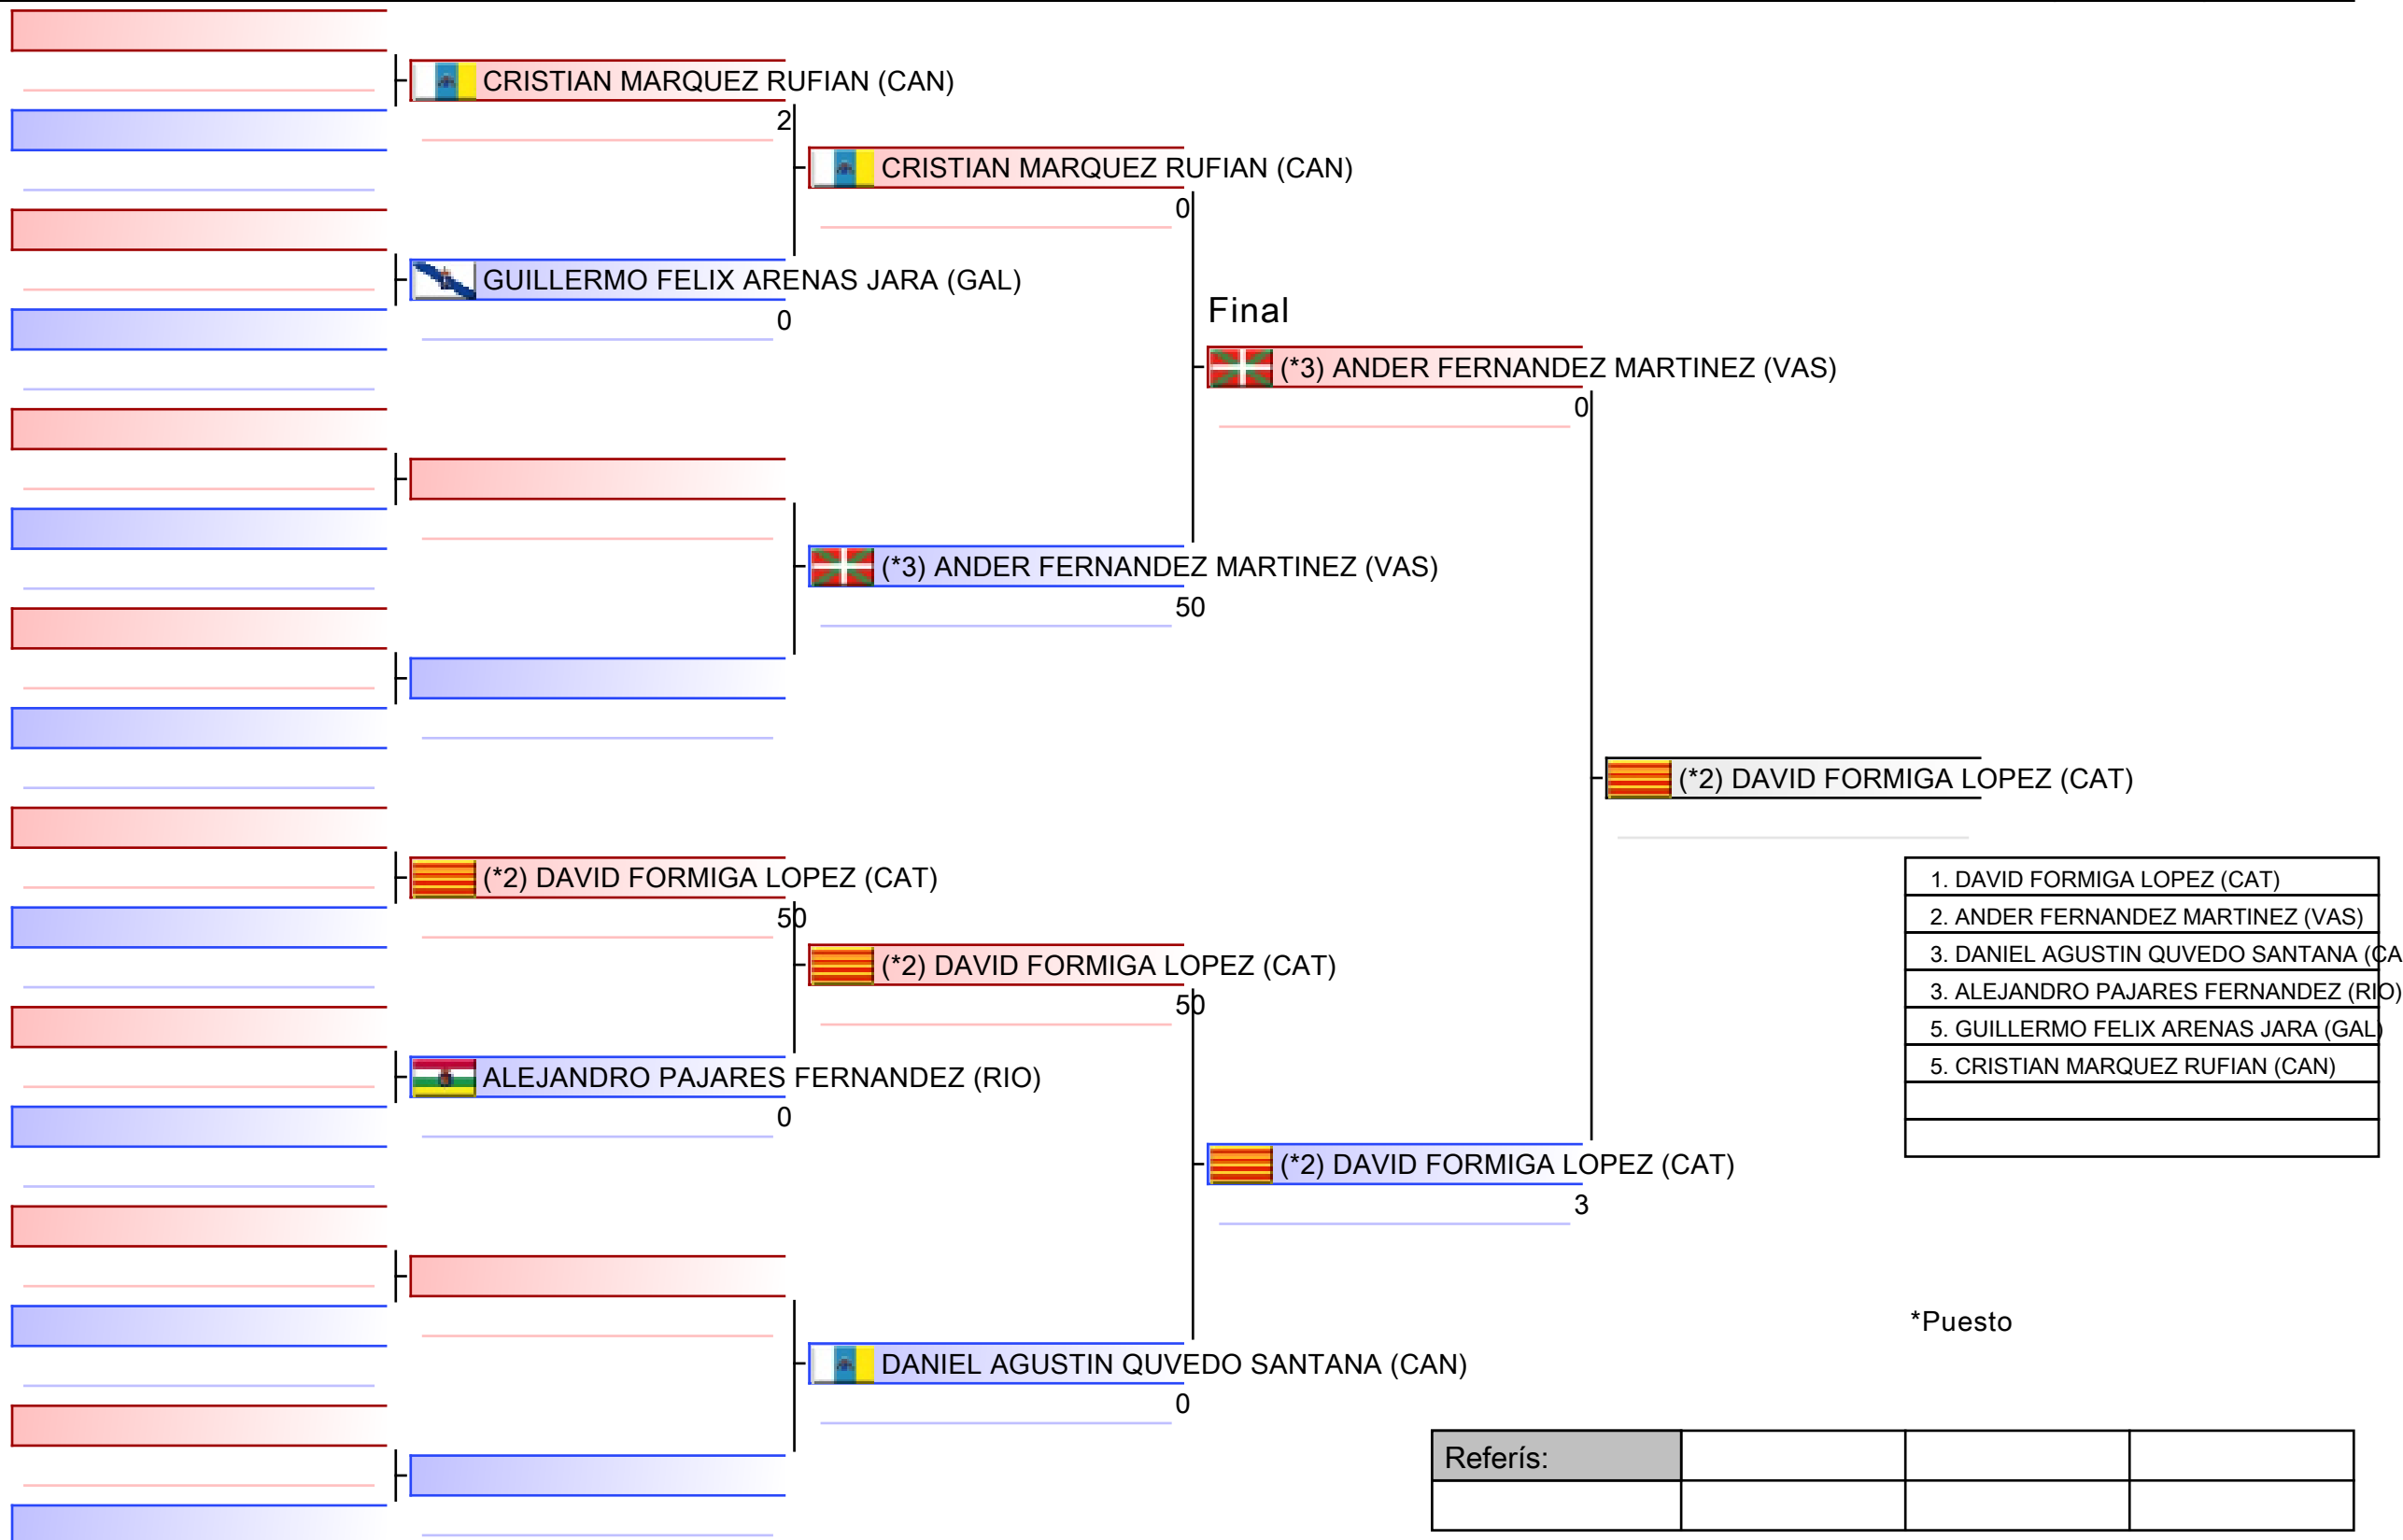 CRISTIAN MARQUEZ RUFIAN (CAN)
2
CRISTIAN MARQUEZ RUFIAN (CAN)
0
GUILLERMO FELIX ARENAS JARA (GAL)
0
Final
(*3) ANDER FERNANDEZ MARTINEZ (VAS)
0
(*3) ANDER FERNANDEZ MARTINEZ (VAS)
50
(*2) DAVID FORMIGA LOPEZ (CAT)
(*2) DAVID FORMIGA LOPEZ (CAT)
50
(*2) DAVID FORMIGA LOPEZ (CAT)
50
ALEJANDRO PAJARES FERNANDEZ (RIO)
0
(*2) DAVID FORMIGA LOPEZ (CAT)
3
DANIEL AGUSTIN QUVEDO SANTANA (CAN)
0
1. DAVID FORMIGA LOPEZ (CAT)
2. ANDER FERNANDEZ MARTINEZ (VAS)
3. DANIEL AGUSTIN QUVEDO SANTANA (CA
3. ALEJANDRO PAJARES FERNANDEZ (RIO)
5. GUILLERMO FELIX ARENAS JARA (GAL)
5. CRISTIAN MARQUEZ RUFIAN (CAN)
*Puesto
Referís: